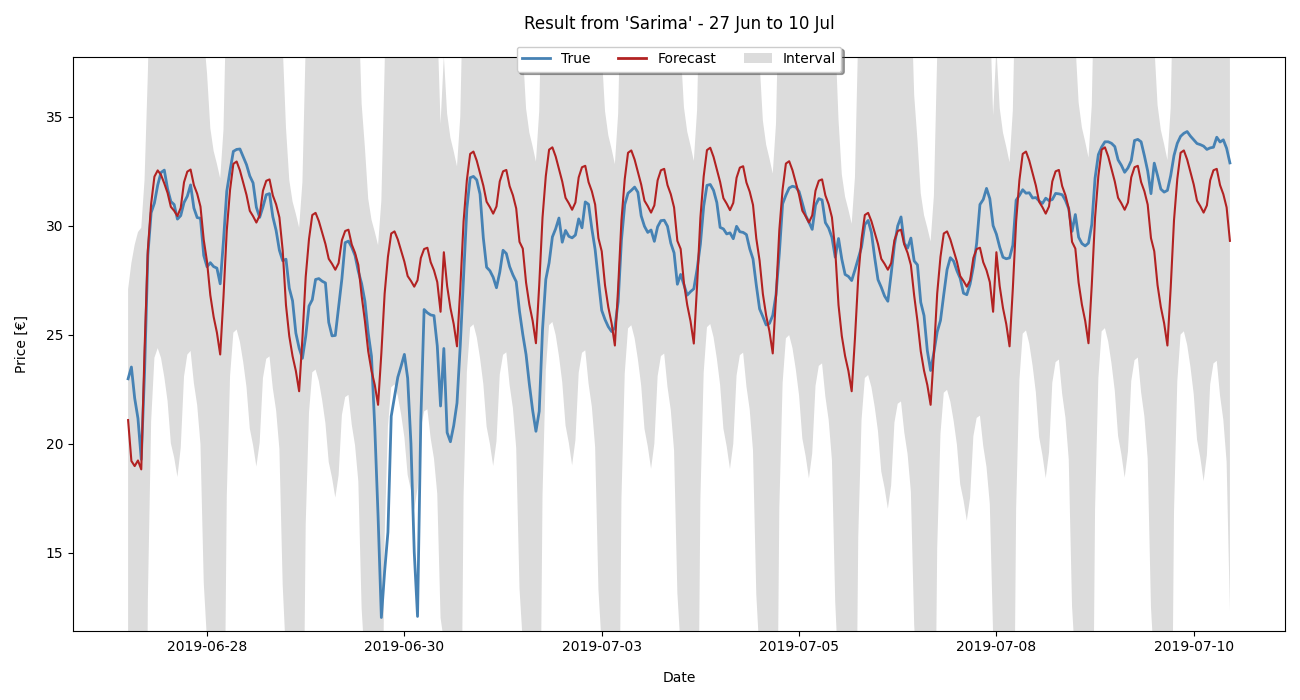 Result from 'Sarima' - 27 Jun to 10 Jul
True Forecast Interval
35
30
25
20
15
Price [€]
2019-06-28 2019-06-30 2019-07-03 2019-07-05 2019-07-08 2019-07-10
Date